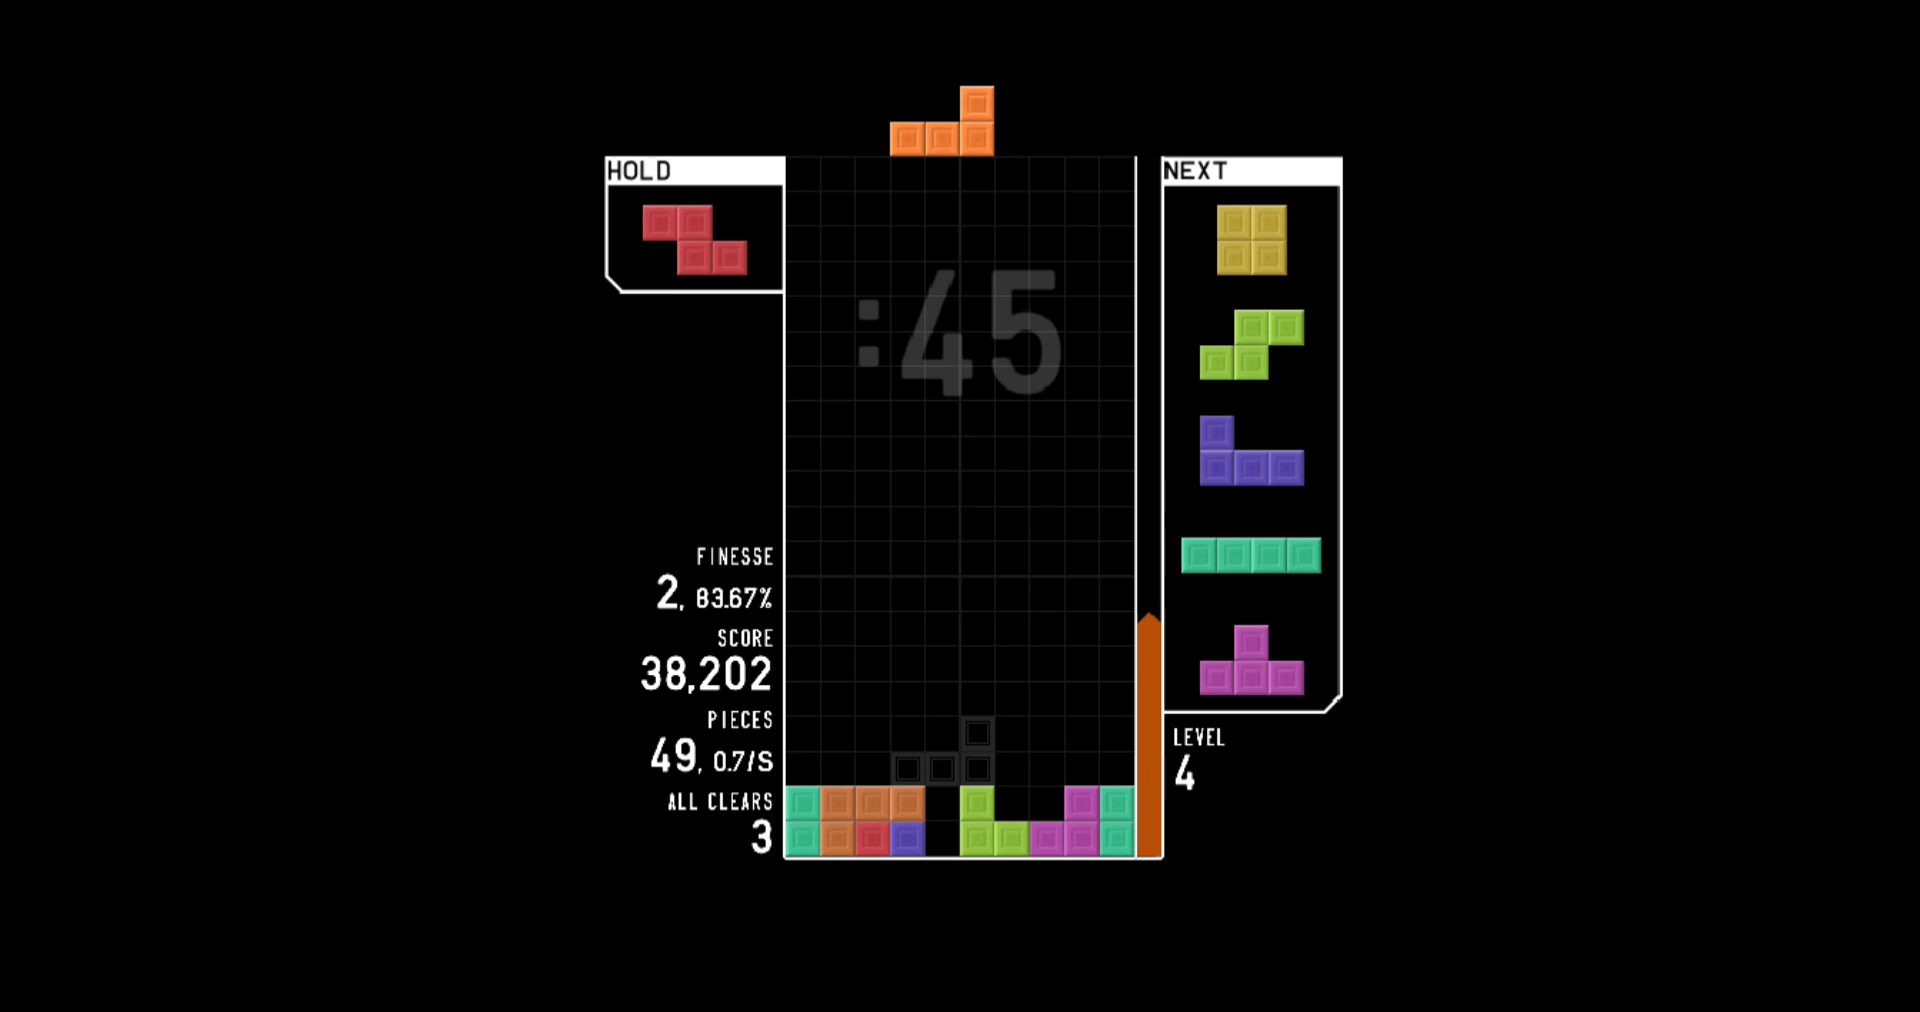 HOLD
NEXT
:45
FINESSE
2, 83.67%
SCORE
38,202
PIECES
49, 0.7/S
ALL CLEARS
3
LEVEL
4